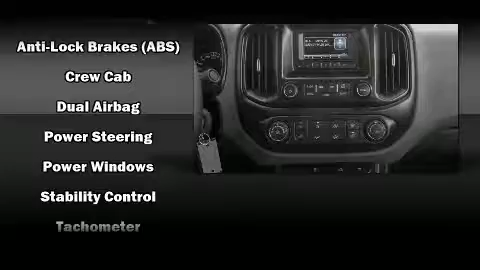 Anti-Lock Brakes (ABS)
Crew Cab
Dual Airbag
Power Steering
Power Windows
Stability Control
Tachometer